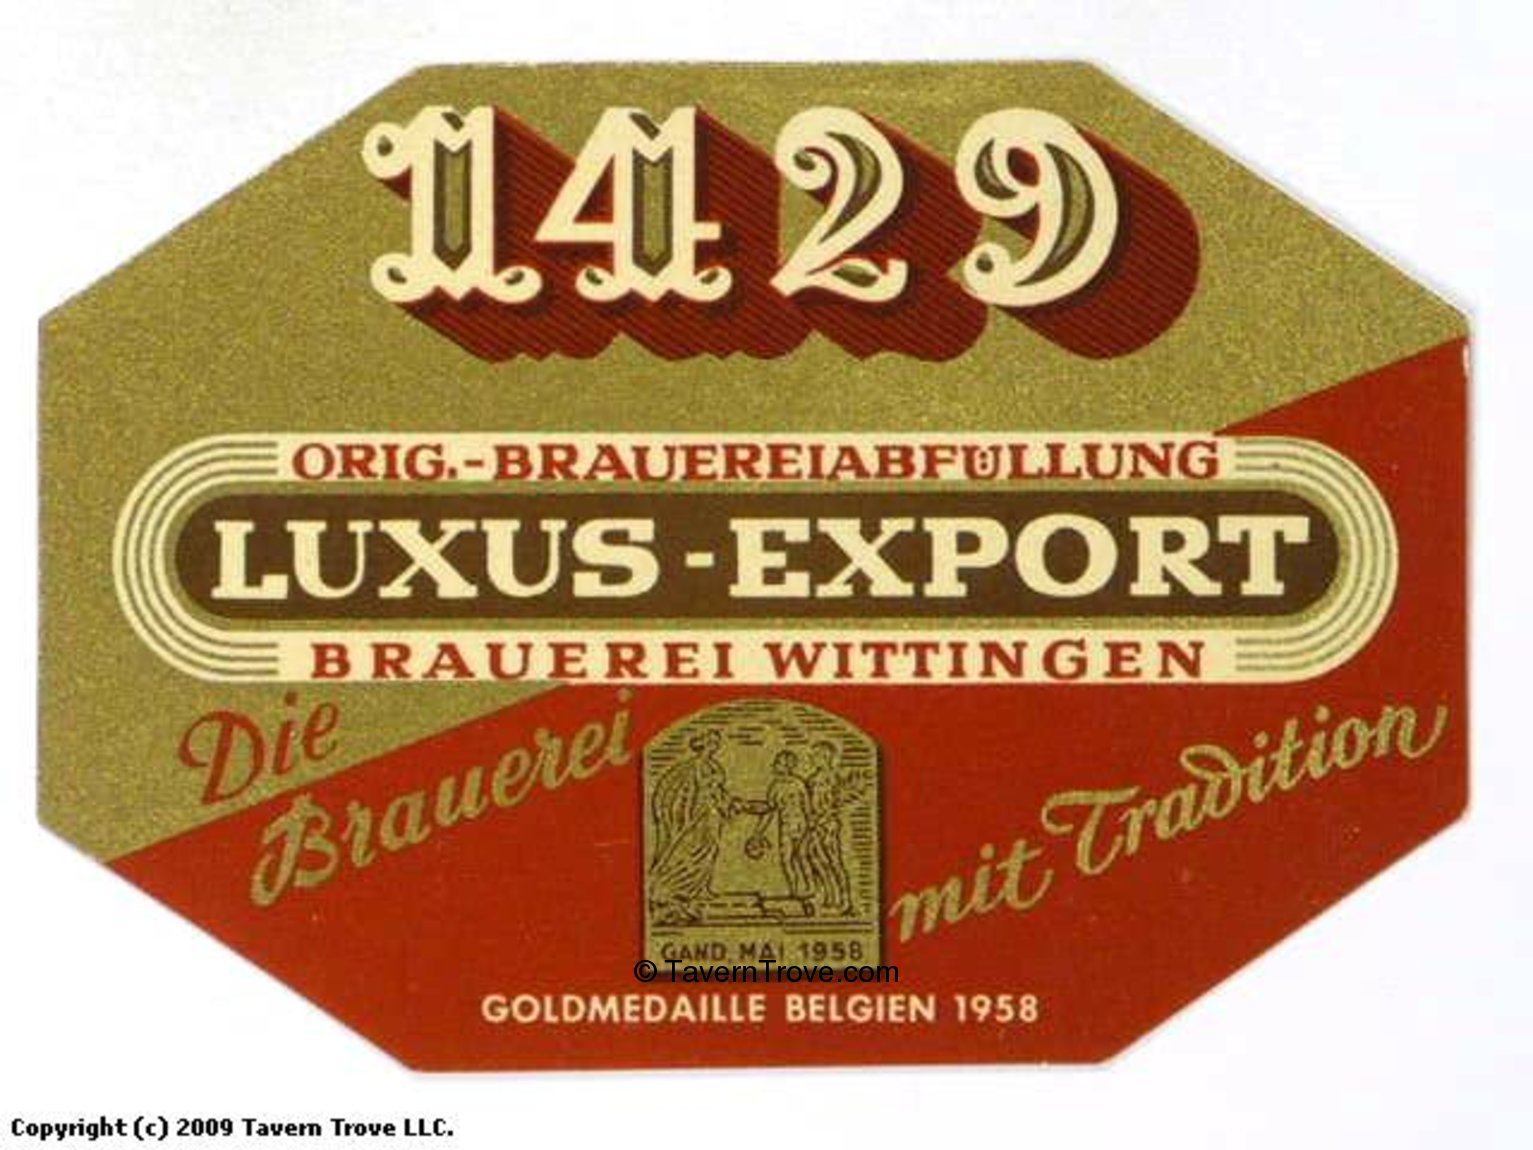 1429
ORIG.-BRAUEREIABFÜLLUNG
LUXUS-EXPORT
BRAUEREI WITTINGEN
Die
Brauerei
mit Tradition
GAND. MAI 1958
© TavernTrove.com
GOLDMEDAILLE BELGIEN 1958
Copyright (c) 2009 Tavern Trove LLC.